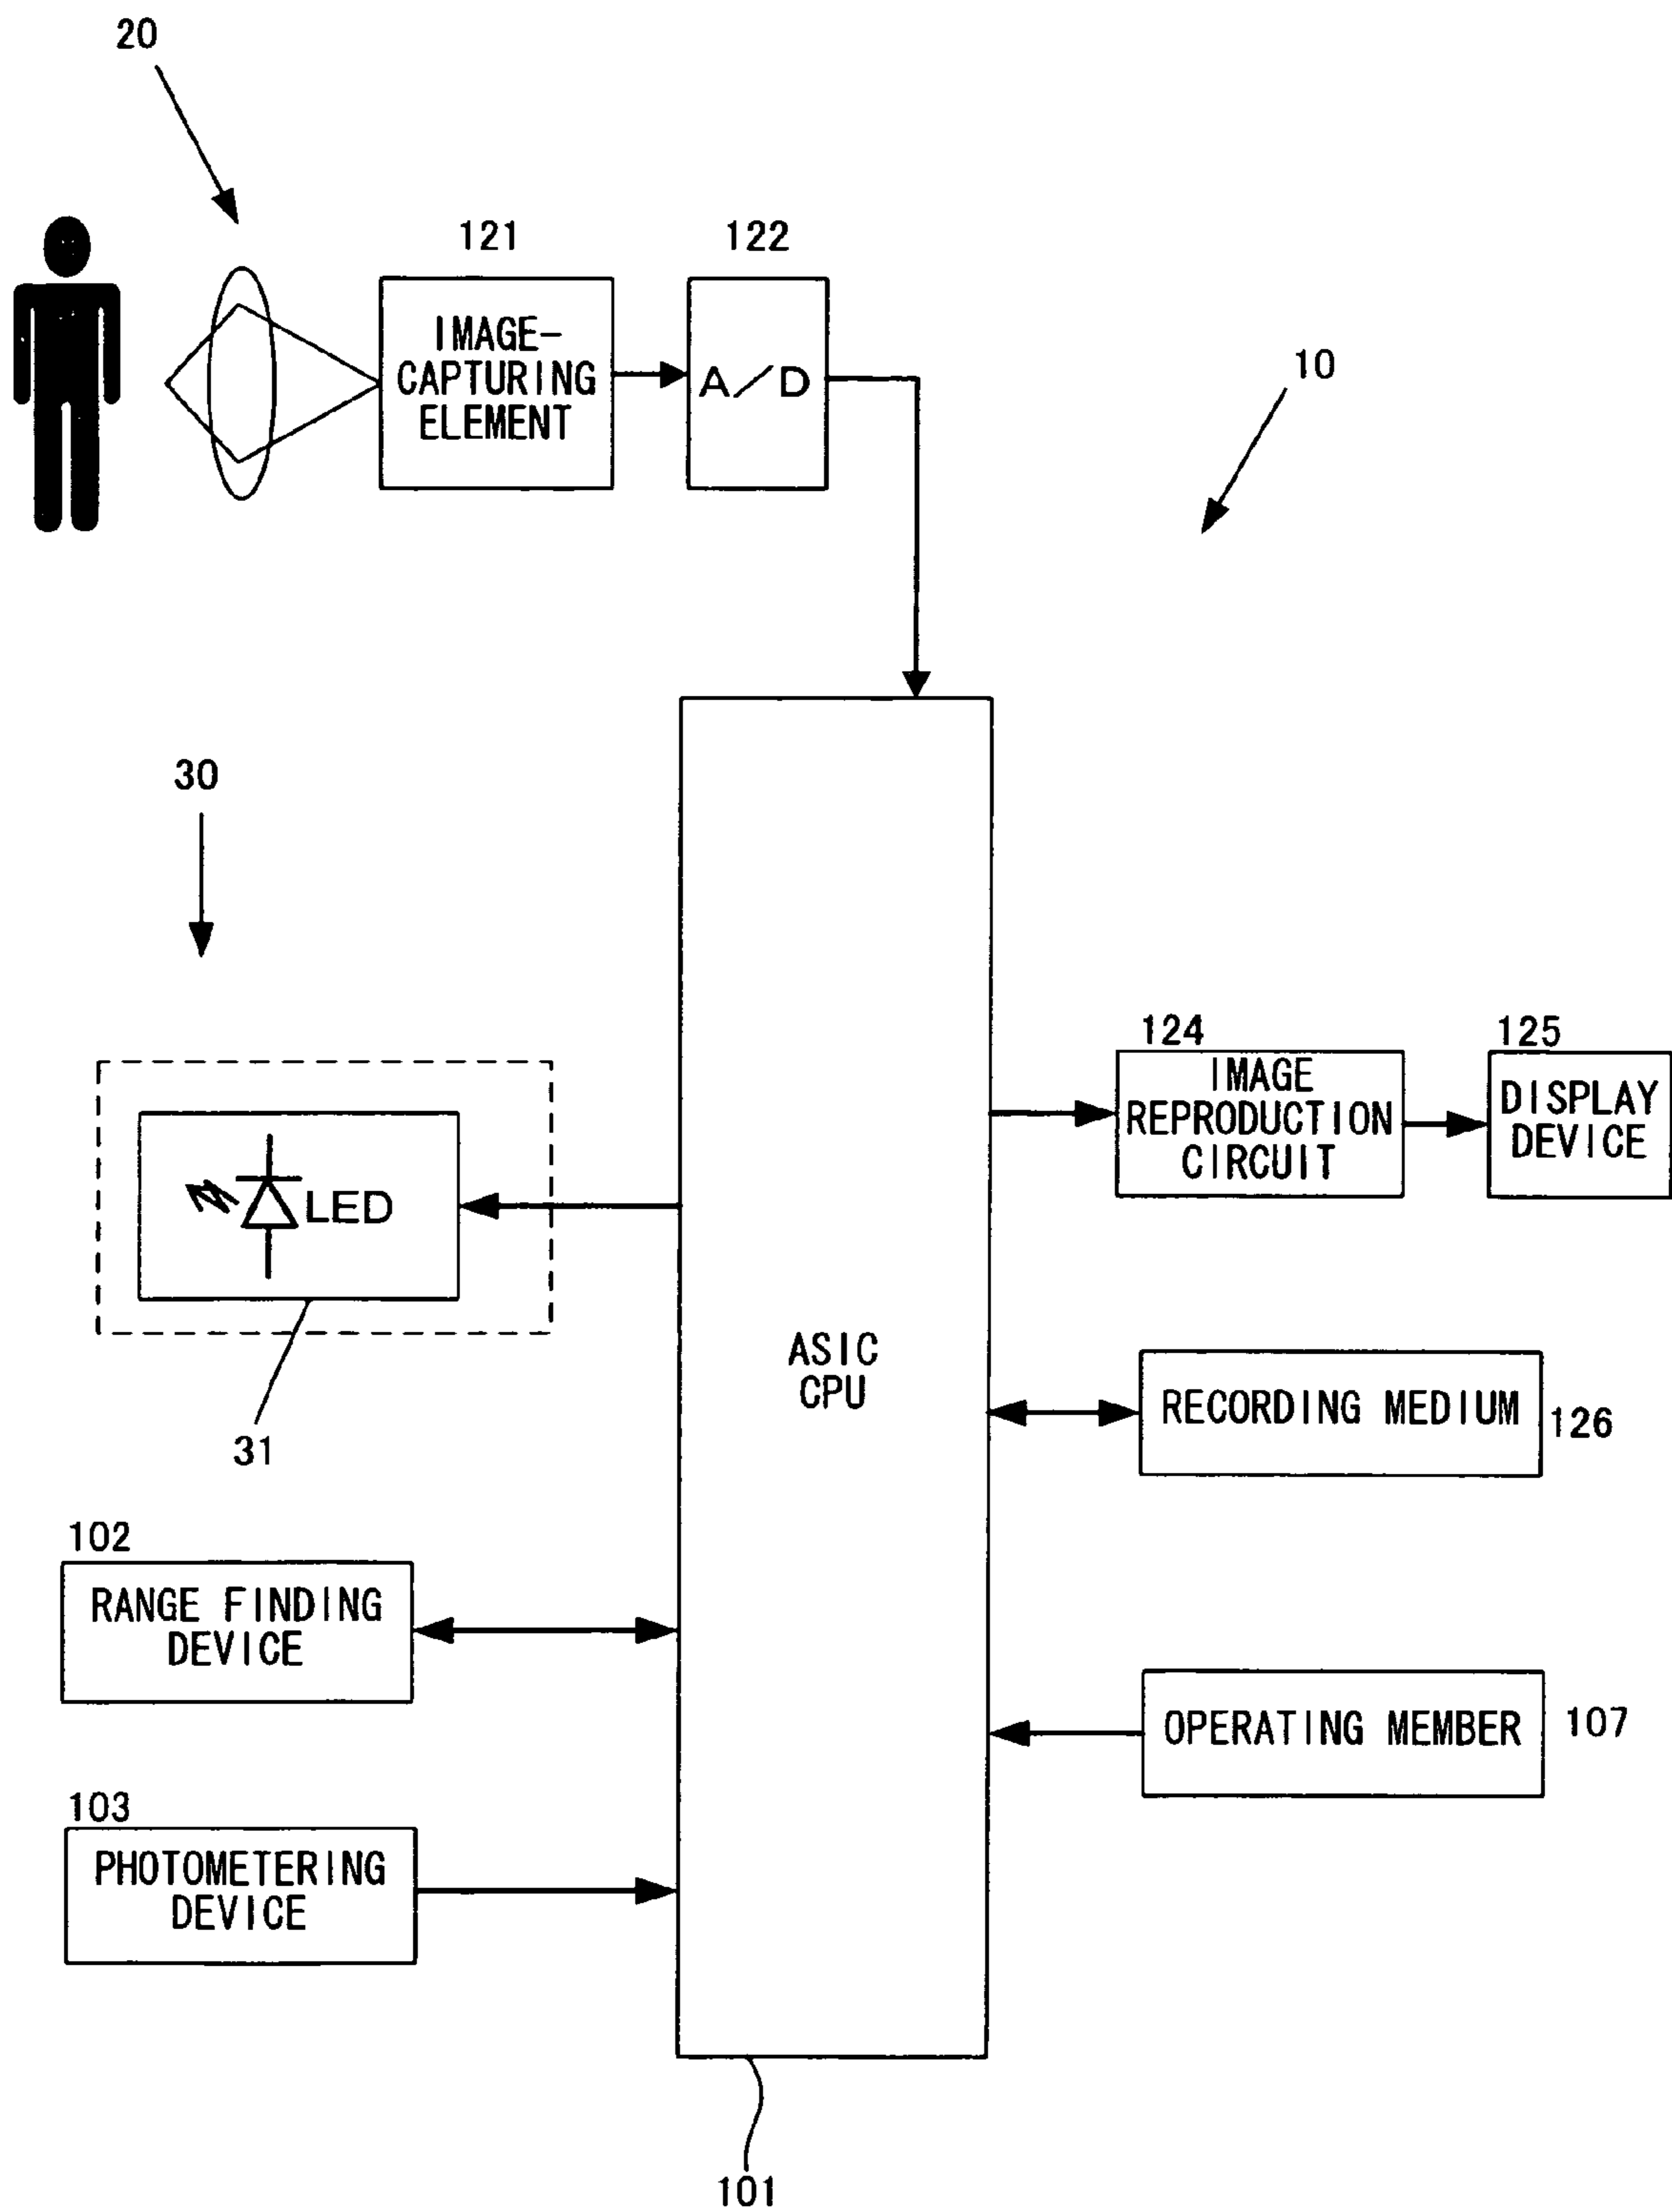 20
121
122
IMAGE-
CAPTURING
ELEMENT
A/D
10
30
124
125
IMAGE
REPRODUCTION
CIRCUIT
DISPLAY
DEVICE
LED
ASIC
CPU
RECORDING MEDIUM
126
31
102
RANGE FINDING
DEVICE
OPERATING MEMBER
107
103
PHOTOMETERING
DEVICE
101